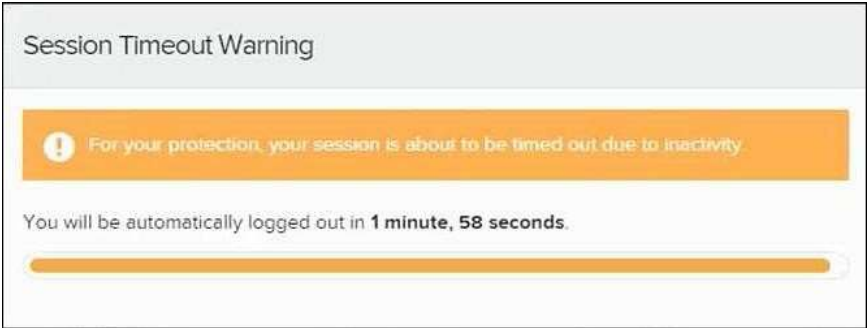 Session Timeout Warning
For your protection, your session is about to be timed out due to inactivity
You will be automatically logged out in 1 minute, 58 seconds.